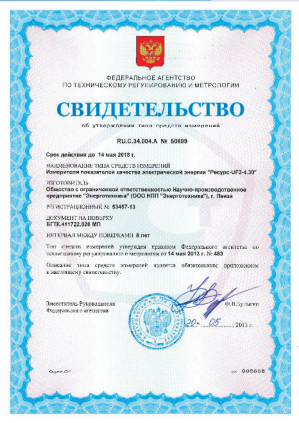 ФЕДЕРАЛЬНОЕ АГЕНТСТВО
ПО ТЕХНИЧЕСКОМУ РЕГУЛИРОВАНИЮ И МЕТРОЛОГИИ
СВИДЕТЕЛЬСТВО
об утверждении типа средств измерений
RU.C.34.004.A № 50699
Срок действия до 14 мая 2018 г.
НАИМЕНОВАНИЕ ТИПА СРЕДСТВ ИЗМЕРЕНИЙ
Измерители показателей качества электрической энергии "Ресурс-UF2-4.30"
ИЗГОТОВИТЕЛЬ
Общество с ограниченной ответственностью Научно-производственное
предприятие "Энерготехника" (ООО НПП "Энерготехника"), г. Пенза
РЕГИСТРАЦИОННЫЙ № 53457-13
ДОКУМЕНТ НА ПОВЕРКУ
БГТК.411722.020 МП
ИНТЕРВАЛ МЕЖДУ ПОВЕРКАМИ 8 лет
Тип средств измерений утвержден приказом Федерального агентства по
техническому регулированию и метрологии от 14 мая 2013 г. № 483
Описание типа средств измерений является обязательным приложением
к настоящему свидетельству.
Заместитель Руководителя
Федерального агентства
Ф.В.Булыгин
20 05 2013 г.